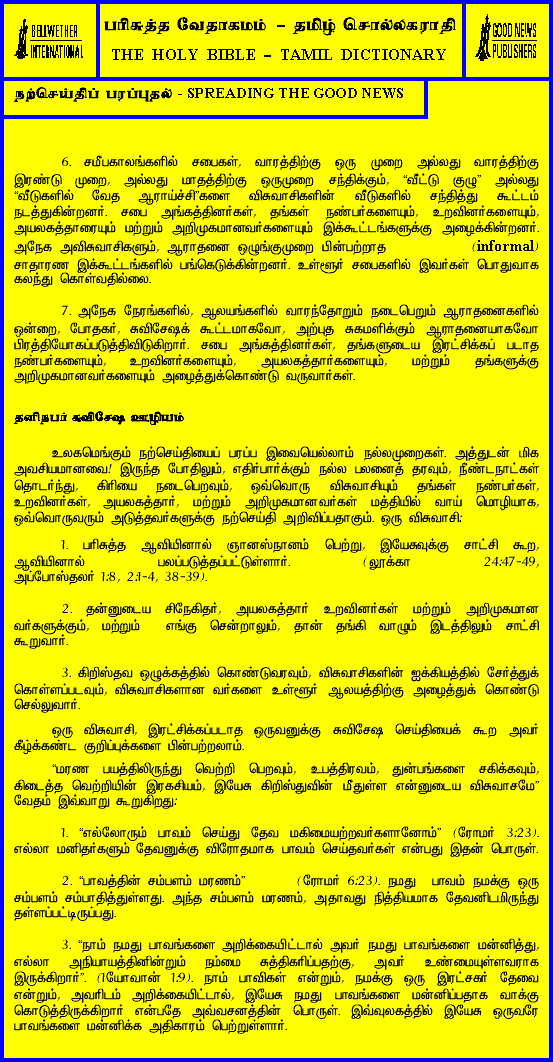 BELLWETHER
INTERNATIONAL
பரிசுத்த வேதாகமம் – தமிழ் சொல்லகராதி
THE HOLY BIBLE – TAMIL DICTIONARY
GOOD NEWS
PUBLISHERS
நற்செய்திப் பரப்புதல் - SPREADING THE GOOD NEWS
6. சமீபகாலங்களில் சபைகள், வாரத்திற்கு ஒரு முறை அல்லது வாரத்திற்கு
இரண்டு முறை, அல்லது மாதத்திற்கு ஒருமுறை சந்திக்கும், “வீட்டு குழு” அல்லது
“வீடுகளில் வேத ஆராய்ச்சி”களை விசுவாசிகளின் வீடுகளில் சந்தித்து கூட்டம்
நடத்துகின்றனர். சபை அங்கத்தினர்கள், தங்கள் நண்பர்களையும், உறவினர்களையும்,
அயலகத்தாரையும் மற்றும் அறிமுகமானவர்களையும் இக்கூட்டங்களுக்கு அழைக்கின்றனர்.
அநேக அவிசுவாசிகளும், ஆராதனை ஒழுங்குமுறை பின்பற்றாத (informal)
சாதாரண இக்கூட்டங்களில் பங்கெடுக்கின்றனர். உள்ளூர் சபைகளில் இவர்கள் பொதுவாக
கலந்து கொள்வதில்லை.
7. அநேக நேரங்களில், ஆலயங்களில் வாரந்தோறும் நடைபெறும் ஆராதனைகளில்
ஒன்றை, போதகர், சுவிசேஷக் கூட்டமாகவோ, அற்புத சுகமளிக்கும் ஆராதனையாகவோ
பிரத்தியோகப்படுத்திவிடுகிறார். சபை அங்கத்தினர்கள், தங்களுடைய இரட்சிக்கப் படாத
நண்பர்களையும், உறவினர்களையும், அயலகத்தார்களையும், மற்றும் தங்களுக்கு
அறிமுகமானவர்களையும் அழைத்துக்கொண்டு வருவார்கள்.
தனிநபர் சுவிசேஷ ஊழியம்
உலகமெங்கும் நற்செய்தியைப் பரப்ப இவையெல்லாம் நல்லமுறைகள். அத்துடன் மிக
அவசியமானவை! இருந்த போதிலும், எதிர்பார்க்கும் நல்ல பலனைத் தரவும், நீண்டநாட்கள்
தொடர்ந்து, கிரியை நடைபெறவும், ஒவ்வொரு விசுவாசியும் தங்கள் நண்பர்கள்,
உறவினர்கள், அயலகத்தார், மற்றும் அறிமுகமானவர்கள் மத்தியில் வாய் மொழியாக,
ஒவ்வொருவரும் அடுத்தவர்களுக்கு நற்செய்தி அறிவிப்பதாகும். ஒரு விசுவாசி:
1. பரிசுத்த ஆவியினால் ஞானஸ்நானம் பெற்று, இயேசுவுக்கு சாட்சி கூற,
ஆவியினால் பலப்படுத்தப்பட்டுள்ளார். (லூக்கா 24:47-49,
அப்போஸ்தலர் 1:8, 2:1-4, 38-39).
2. தன்னுடைய சிநேகிதர், அயலகத்தார் உறவினர்கள் மற்றும் அறிமுகமான
வர்களுக்கும், மற்றும் எங்கு சென்றாலும், தான் தங்கி வாழும் இடத்திலும் சாட்சி
கூறுவார்.
3. கிறிஸ்தவ ஒழுக்கத்தில் கொண்டுவரவும், விசுவாசிகளின் ஐக்கியத்தில் சேர்த்துக்
கொள்ளப்படவும், விசுவாசிகளான வர்களை உள்ளூர் ஆலயத்திற்கு அழைத்துக் கொண்டு
செல்லுவார்.
ஒரு விசுவாசி, இரட்சிக்கப்படாத ஒருவனுக்கு சுவிசேஷ செய்தியைக் கூற அவர்
கீழ்க்கண்ட குறிப்புக்களை பின்பற்றலாம்.
“மரண பயத்திலிருந்து வெற்றி பெறவும், உபத்திரவம், துன்பங்களை சகிக்கவும்,
கிடைத்த வெற்றியின் இரகசியம், இயேசு கிறிஸ்துவின் மீதுள்ள என்னுடைய விசுவாசமே”
வேதம் இவ்வாறு கூறுகிறது:
1. “எல்லோரும் பாவம் செய்து தேவ மகிமையற்றவர்களானோம்” (ரோமர் 3:23).
எல்லா மனிதர்களும் தேவனுக்கு விரோதமாக பாவம் செய்தவர்கள் என்பது இதன் பொருள்.
2. “பாவத்தின் சம்பளம் மரணம்” (ரோமர் 6:23). நமது பாவம் நமக்கு ஒரு
சம்பளம் சம்பாதித்துள்ளது. அந்த சம்பளம் மரணம், அதாவது நித்தியமாக தேவனிடமிருந்து
தள்ளப்பட்டிருப்பது.
3. “நாம் நமது பாவங்களை அறிக்கையிட்டால் அவர் நமது பாவங்களை மன்னித்து,
எல்லா அநியாயத்தினின்றும் நம்மை சுத்திகரிப்பதற்கு, அவர் உண்மையுள்ளவராக
இருக்கிறார்”. (1யோவான் 1:9). நாம் பாவிகள் என்றும், நமக்கு ஒரு இரட்சகர் தேவை
என்றும், அவரிடம் அறிக்கையிட்டால், இயேசு நமது பாவங்களை மன்னிப்பதாக வாக்கு
கொடுத்திருக்கிறார் என்பதே அவ்வசனத்தின் பொருள். இவ்வுலகத்தில் இயேசு ஒருவரே
பாவங்களை மன்னிக்க அதிகாரம் பெற்றுள்ளார்.